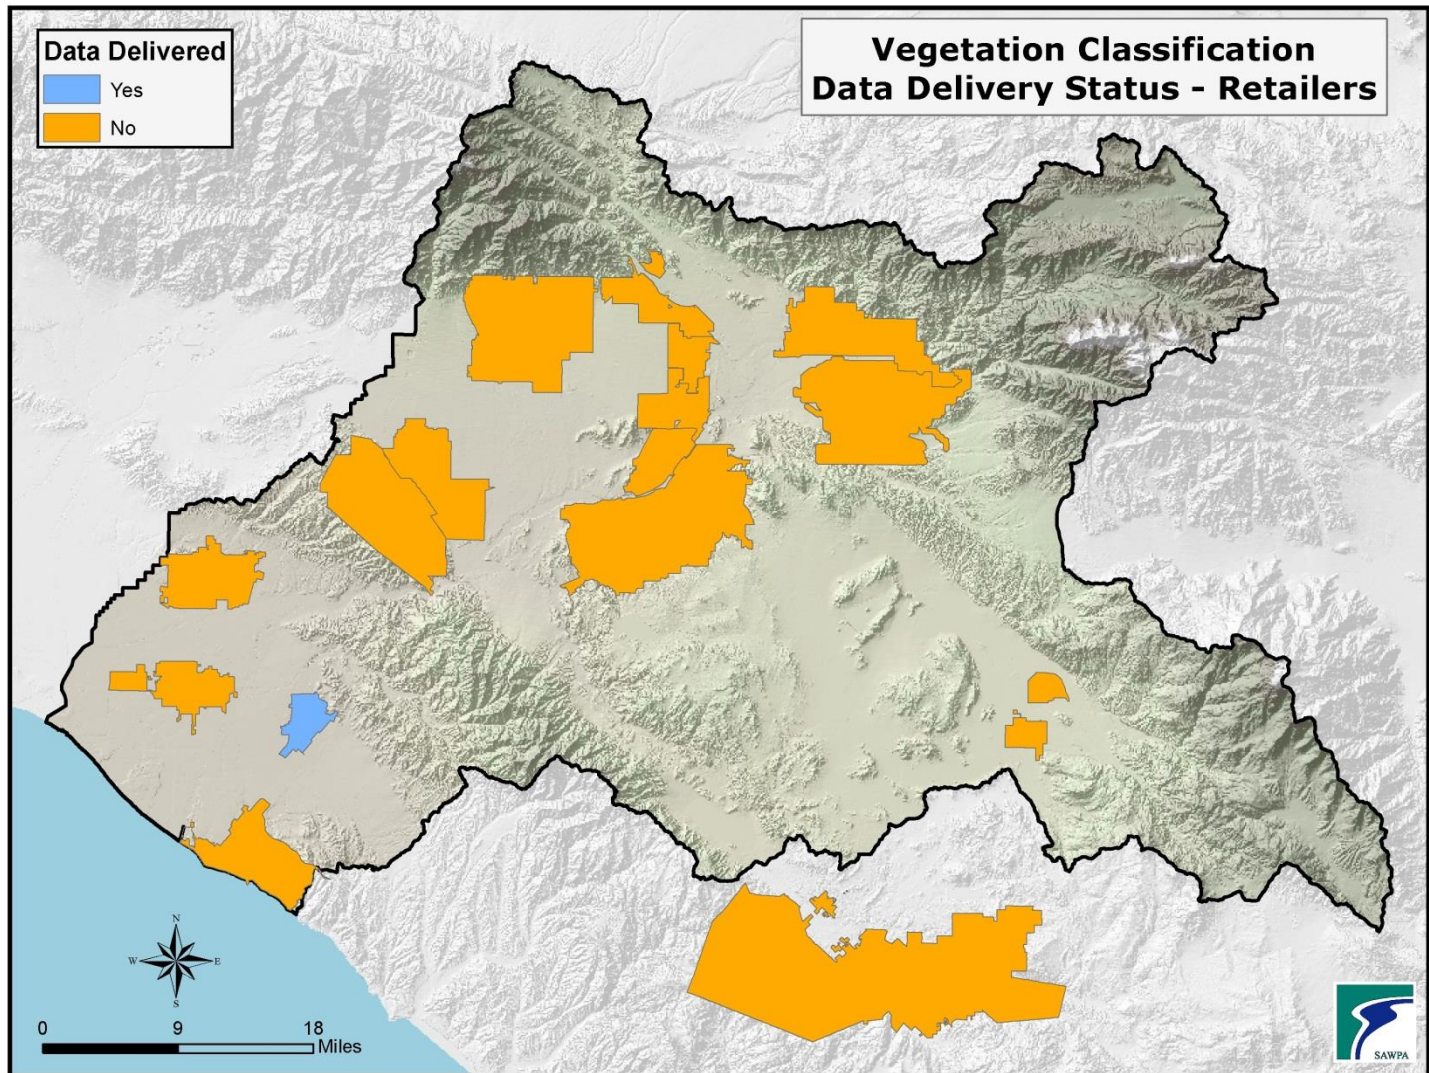 Data Delivered
Yes
No
Vegetation Classification
Data Delivery Status - Retailers
N
W E
S
0 9 18
Miles
SAWPA